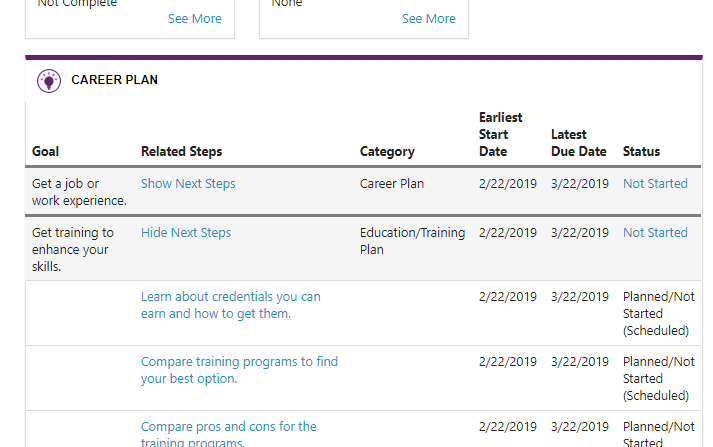 Not Complete
None
See More
See More
CAREER PLAN
Earliest
Start
Latest
Goal
Related Steps
Category
Date
Due Date
Status
Get a job or
Show Next Steps
Career Plan
2/22/2019
3/22/2019
Not Started
work experience.
Get training to
Hide Next Steps
Education/Training
2/22/2019
3/22/2019
Not Started
enhance your
Plan
skills.
Learn about credentials you can
2/22/2019
3/22/2019
Planned/Not
earn and how to get them.
Started
(Scheduled)
Compare training programs to find
2/22/2019
3/22/2019
Planned/Not
your best option.
Started
(Scheduled)
Compare pros and cons for the
2/22/2019
3/22/2019
Planned/Not
training programs.
Started